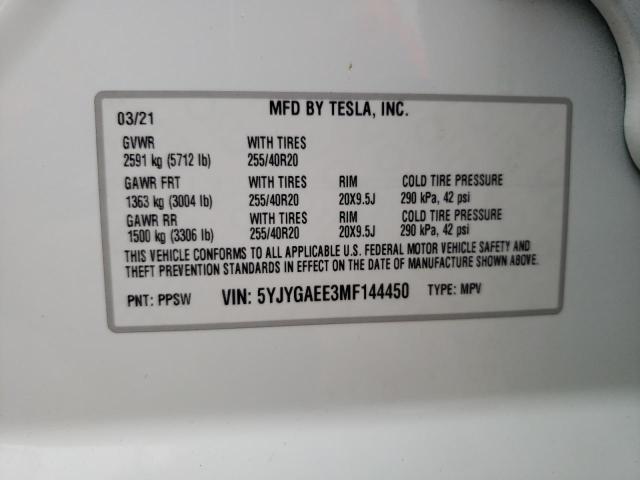 MFD BY TESLA, INC.
03/21
GVWR WITH TIRES
2591 kg (5712 lb) 255/40R20
GAWR FRT WITH TIRES RIM COLD TIRE PRESSURE
1363 kg (3004 lb) 255/40R20 20X9.5J 290 kPa, 42 psi
GAWR RR WITH TIRES RIM COLD TIRE PRESSURE
1500 kg (3306 lb) 255/40R20 20X9.5J 290 kPa, 42 psi
THIS VEHICLE CONFORMS TO ALL APPLICABLE U.S. FEDERAL MOTOR VEHICLE SAFETY AND
THEFT PREVENTION STANDARDS IN EFFECT ON THE DATE OF MANUFACTURE SHOWN ABOVE.
PNT: PPSW VIN: 5YJYGAEE3MF144450 TYPE: MPV